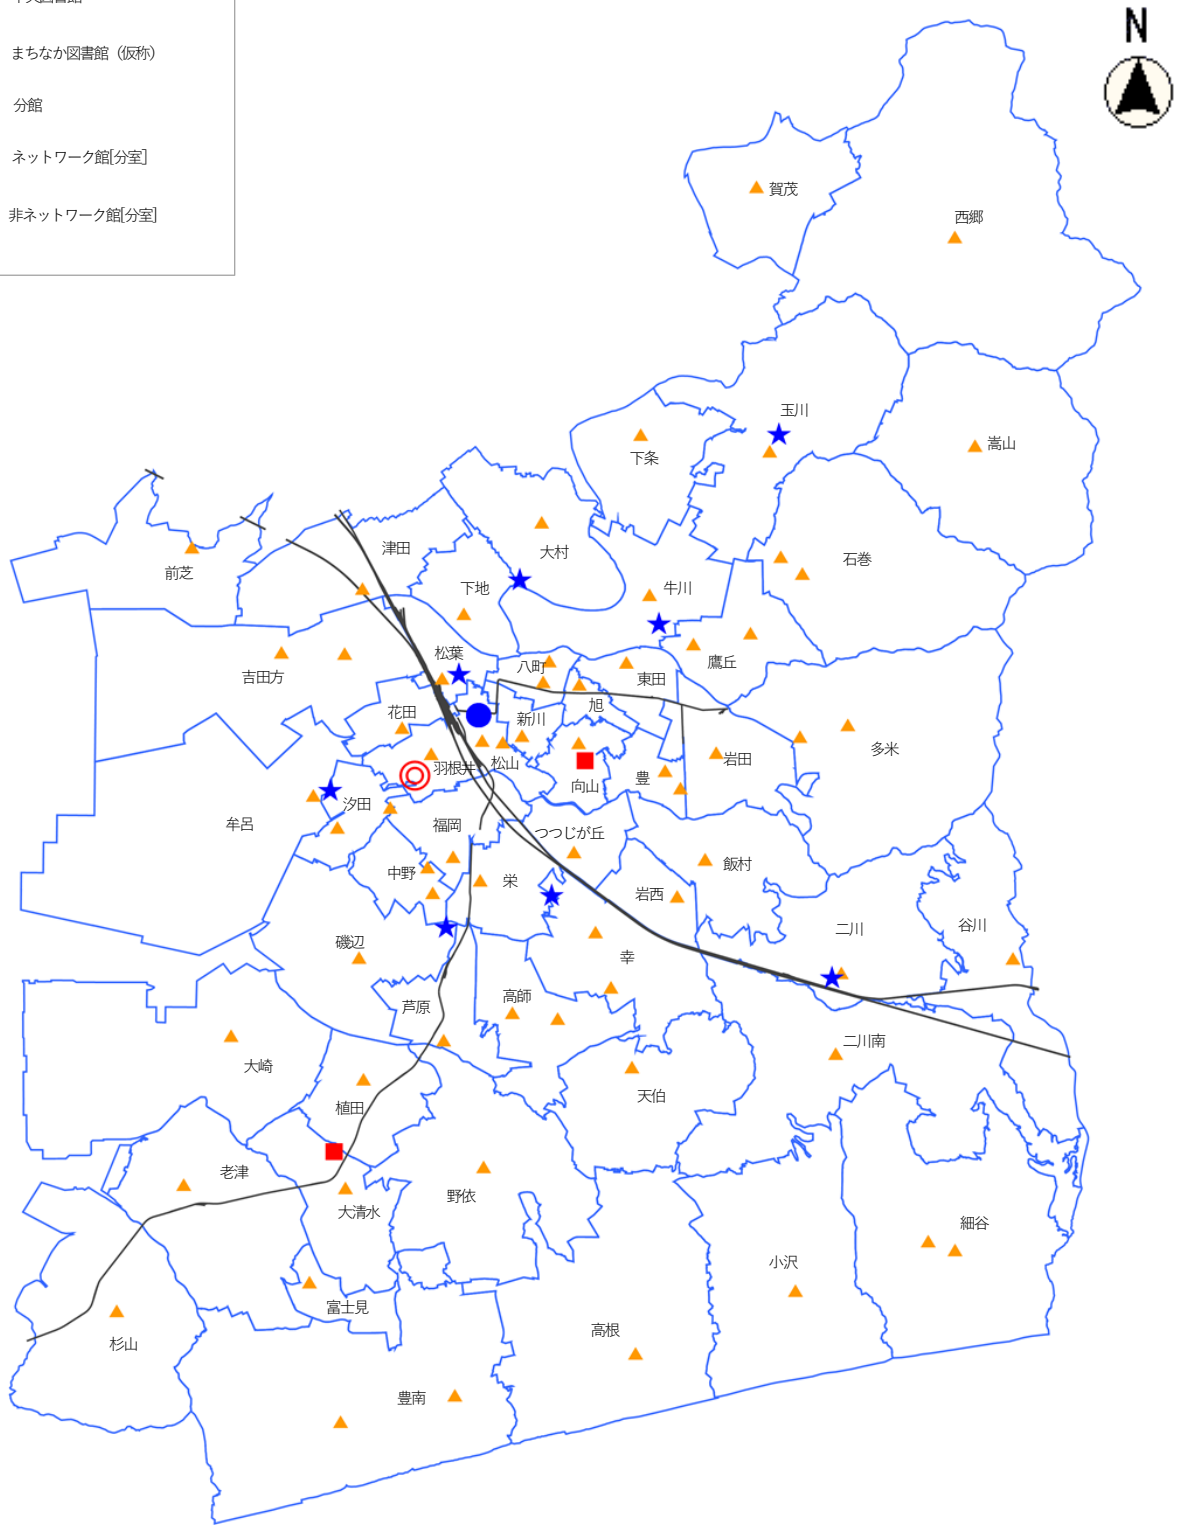 まちなか図書館（仮称）
分館
ネットワーク館[分室]
非ネットワーク館[分室]
N
賀茂
西郷
玉川
嵩山
下条
石巻
大村
津田
前芝
下地
牛川
鷹丘
松葉
八町
東田
吉田方
旭
花田
新川
多米
岩田
松山
羽根井
向山
豊
汐田
牟呂
福岡
つつじが丘
飯村
中野
栄
岩西
二川
谷川
磯辺
幸
高師
芦原
二川南
大崎
天伯
植田
老津
野依
大清水
細谷
小沢
富士見
高根
杉山
豊南